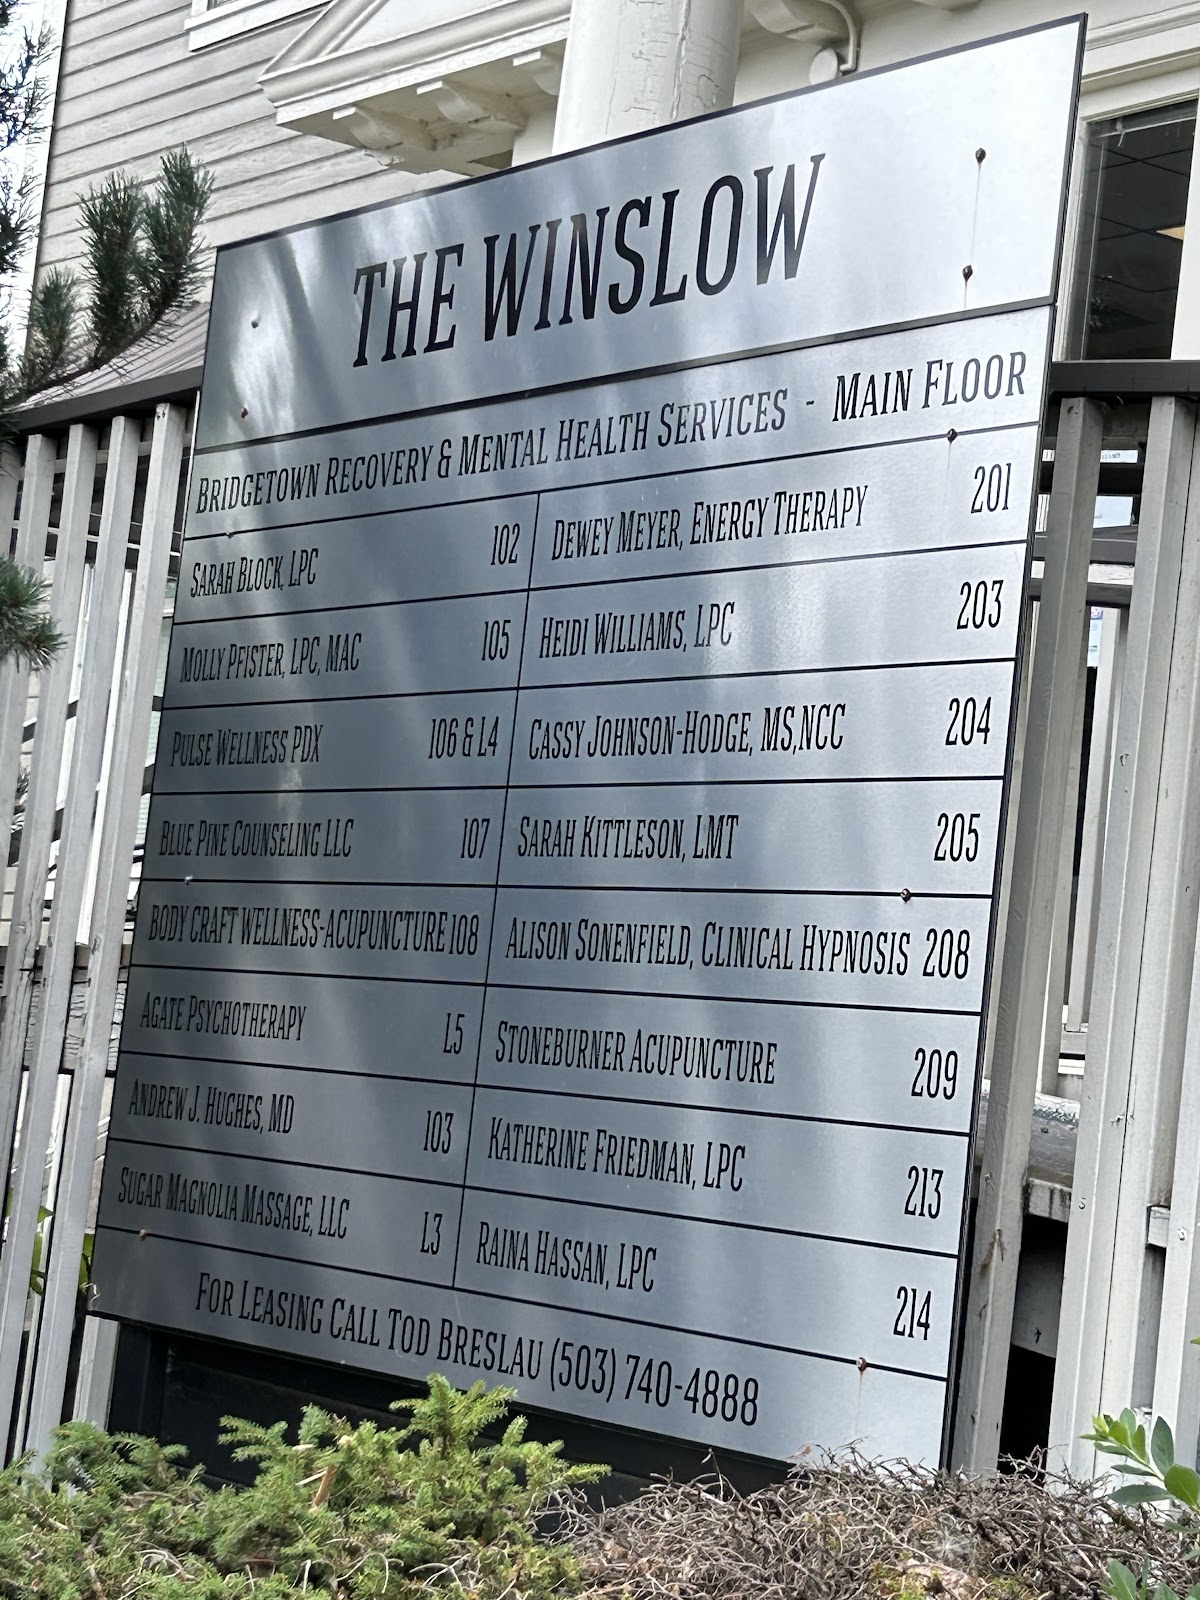 THE WINSLOW
BRIDGETOWN RECOVERY & MENTAL HEALTH SERVICES - MAIN FLOOR
SARAH BLOCK, LPC 102
MOLLY PFISTER, LPC, MAC 105
PULSE WELLNESS PDX 106 & L4
BLUE PINE COUNSELING LLC 107
BODY CRAFT WELLNESS-ACUPUNCTURE 108
AGATE PSYCHOTHERAPY L5
ANDREW J. HUGHES, MD 103
SUGAR MAGNOLIA MASSAGE, LLC L3
DEWEY MEYER, ENERGY THERAPY 201
HEIDI WILLIAMS, LPC 203
CASSY JOHNSON-HODGE, MS,NCC 204
SARAH KITTLESON, LMT 205
ALISON SONENFIELD, CLINICAL HYPNOSIS 208
STONEBURNER ACUPUNCTURE 209
KATHERINE FRIEDMAN, LPC 213
RAINA HASSAN, LPC 214
FOR LEASING CALL TOD BRESLAU (503) 740-4888